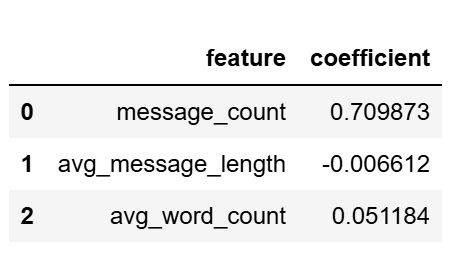 feature coefficient
0 message_count 0.709873
1 avg_message_length -0.006612
2 avg_word_count 0.051184